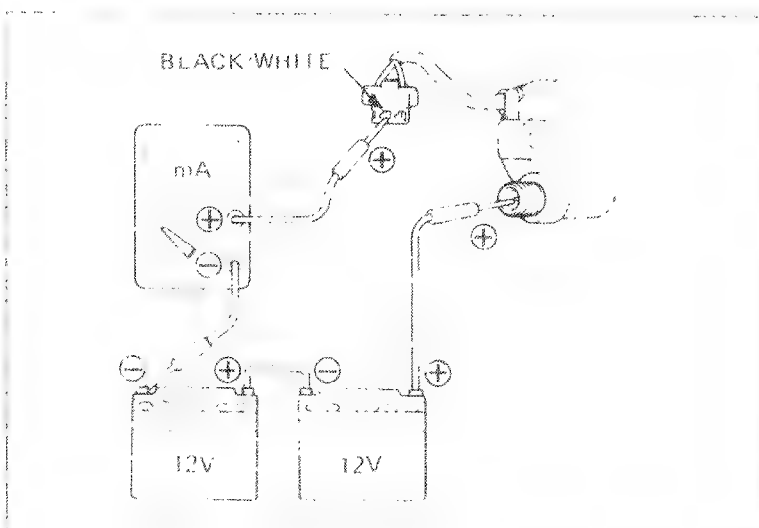 BLACK/WHITE
mA
+
+
−
+
− + − +
12V 12V